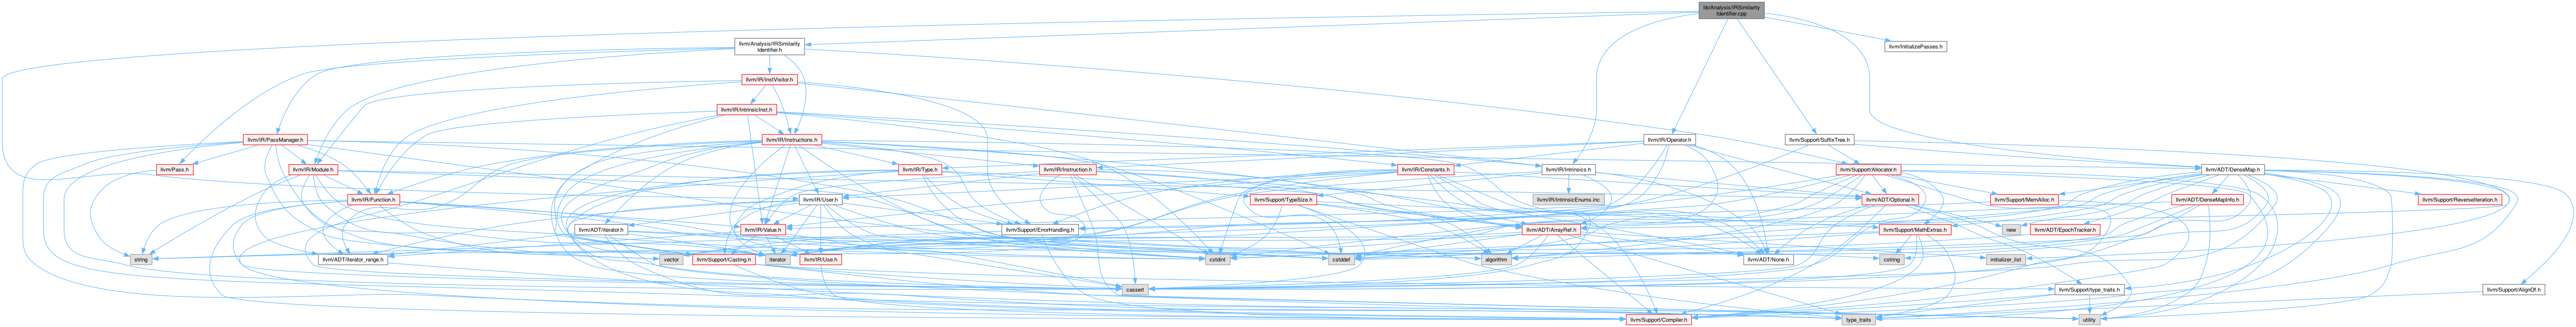 lib/Analysis/IRSimilarity
Identifier.cpp
llvm/Analysis/IRSimilarity
Identifier.h
llvm/InitializePasses.h
llvm/IR/InstVisitor.h
llvm/IR/IntrinsicInst.h
llvm/IR/PassManager.h
llvm/IR/Instructions.h
llvm/IR/Operator.h
llvm/Support/SuffixTree.h
llvm/Pass.h
llvm/IR/Module.h
llvm/IR/Type.h
llvm/IR/Instruction.h
llvm/IR/Constants.h
llvm/IR/Intrinsics.h
llvm/Support/Allocator.h
llvm/ADT/DenseMap.h
llvm/IR/Function.h
llvm/IR/User.h
llvm/Support/TypeSize.h
llvm/IR/IntrinsicEnums.inc
llvm/ADT/Optional.h
llvm/Support/MemAlloc.h
llvm/ADT/DenseMapInfo.h
llvm/Support/ReverseIteration.h
llvm/ADT/iterator.h
llvm/IR/Value.h
llvm/Support/ErrorHandling.h
llvm/ADT/ArrayRef.h
llvm/Support/MathExtras.h
new
llvm/ADT/EpochTracker.h
string
llvm/ADT/iterator_range.h
vector
llvm/Support/Casting.h
iterator
llvm/IR/Use.h
cstdint
cstddef
algorithm
llvm/ADT/None.h
cstring
initializer_list
cassert
llvm/Support/type_traits.h
llvm/Support/AlignOf.h
llvm/Support/Compiler.h
type_traits
utility